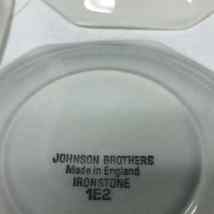 JOHNSON BROTHERS
Made in England
IRONSTONE
1E2